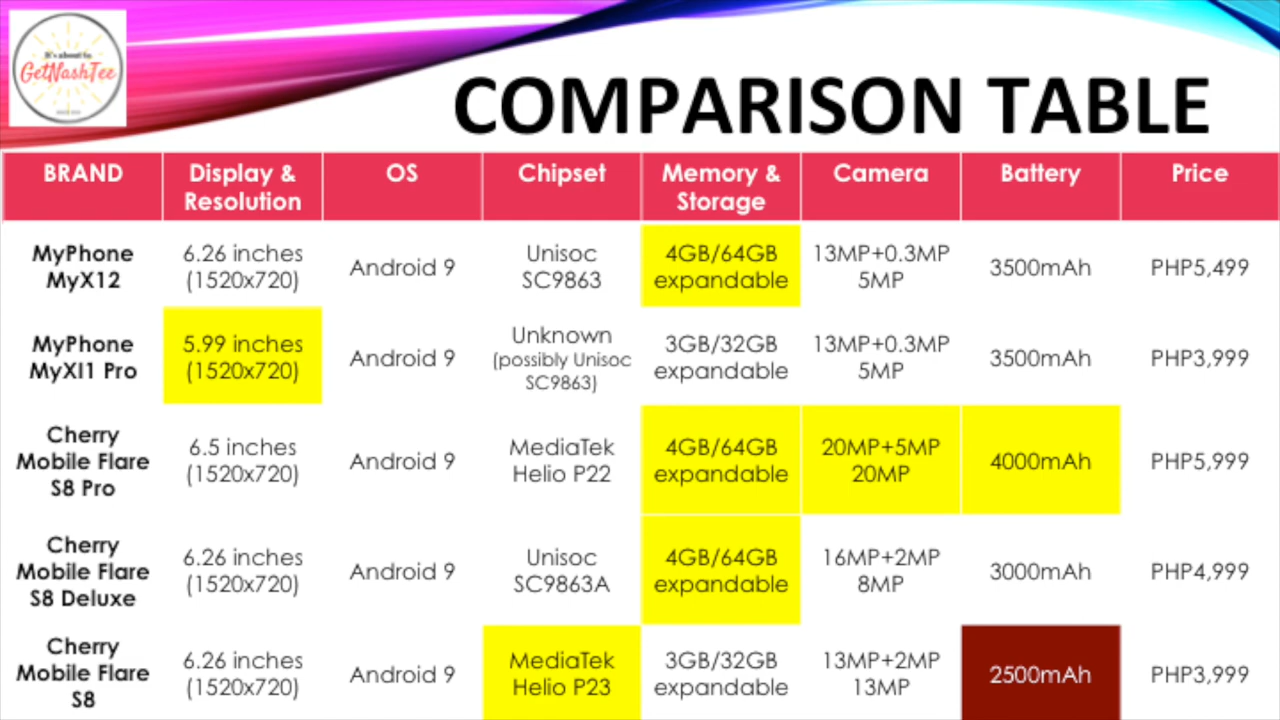 It's about to
GetNashTee
COMPARISON TABLE
BRAND
Display &
Resolution
OS
Chipset
Memory &
Storage
Camera
Battery
Price
MyPhone
MyX12
6.26 inches
(1520x720)
Android 9
Unisoc
SC9863
4GB/64GB
expandable
13MP+0.3MP
5MP
3500mAh
PHP5,499
MyPhone
MyXI1 Pro
5.99 inches
(1520x720)
Android 9
Unknown
(possibly Unisoc
SC9863)
3GB/32GB
expandable
13MP+0.3MP
5MP
3500mAh
PHP3,999
Cherry
Mobile Flare
S8 Pro
6.5 inches
(1520x720)
Android 9
MediaTek
Helio P22
4GB/64GB
expandable
20MP+5MP
20MP
4000mAh
PHP5,999
Cherry
Mobile Flare
S8 Deluxe
6.26 inches
(1520x720)
Android 9
Unisoc
SC9863A
4GB/64GB
expandable
16MP+2MP
8MP
3000mAh
PHP4,999
Cherry
Mobile Flare
S8
6.26 inches
(1520x720)
Android 9
MediaTek
Helio P23
3GB/32GB
expandable
13MP+2MP
13MP
2500mAh
PHP3,999